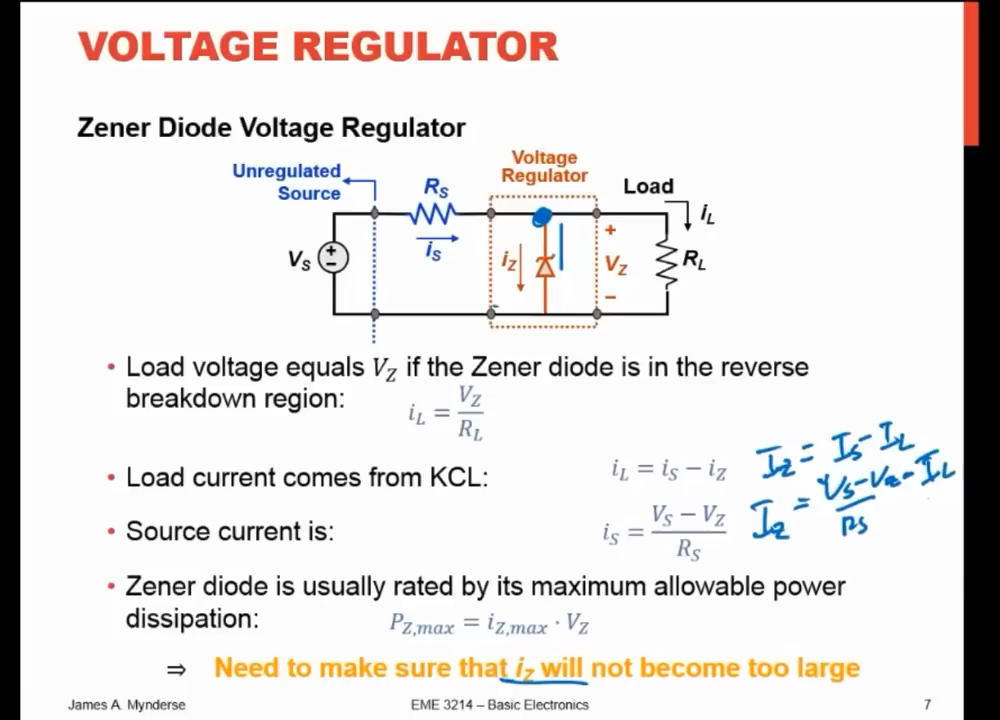 VOLTAGE REGULATOR
Zener Diode Voltage Regulator
Unregulated
Source
Voltage
Regulator
Load
R_S
i_S
V_S
i_Z
+
V_Z
−
i_L
R_L
• Load voltage equals V_Z if the Zener diode is in the reverse
breakdown region:
i_L = V_Z / R_L
• Load current comes from KCL:
i_L = i_S − i_Z
I_Z = I_S - I_L
• Source current is:
i_S = (V_S − V_Z) / R_S
I_Z = (V_S - V_Z) / R_S - I_L
• Zener diode is usually rated by its maximum allowable power
dissipation:
P_Z,max = i_Z,max · V_Z
⇒ Need to make sure that i_Z will not become too large
James A. Mynderse
EME 3214 – Basic Electronics
7